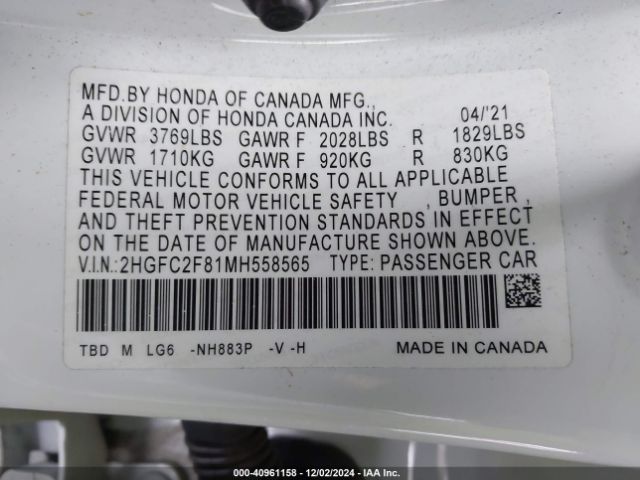 MFD.BY HONDA OF CANADA MFG.,
A DIVISION OF HONDA CANADA INC. 04/'21
GVWR 3769LBS GAWR F 2028LBS R 1829LBS
GVWR 1710KG GAWR F 920KG R 830KG
THIS VEHICLE CONFORMS TO ALL APPLICABLE
FEDERAL MOTOR VEHICLE SAFETY , BUMPER ,
AND THEFT PREVENTION STANDARDS IN EFFECT
ON THE DATE OF MANUFACTURE SHOWN ABOVE.
V.I.N.:2HGFC2F81MH558565 TYPE: PASSENGER CAR
TBD M LG6 -NH883P -V -H MADE IN CANADA
000-40961158 - 12/02/2024 - IAA Inc.